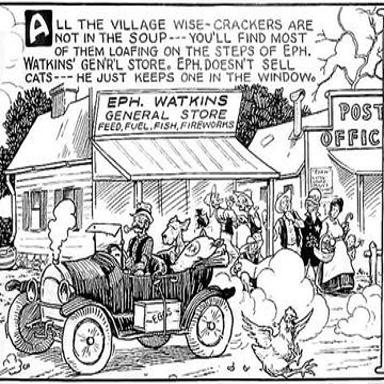 ALL THE VILLAGE WISE-CRACKERS ARE
NOT IN THE SOUP--- YOU'LL FIND MOST
OF THEM LOAFING ON THE STEPS OF EPH.
WATKINS' GEN'R'L STORE. EPH. DOESN'T SELL
CATS--- HE JUST KEEPS ONE IN THE WINDOW.
EPH. WATKINS
GENERAL STORE
FEED, FUEL, FISH, FIREWORKS
POST
OFFIC